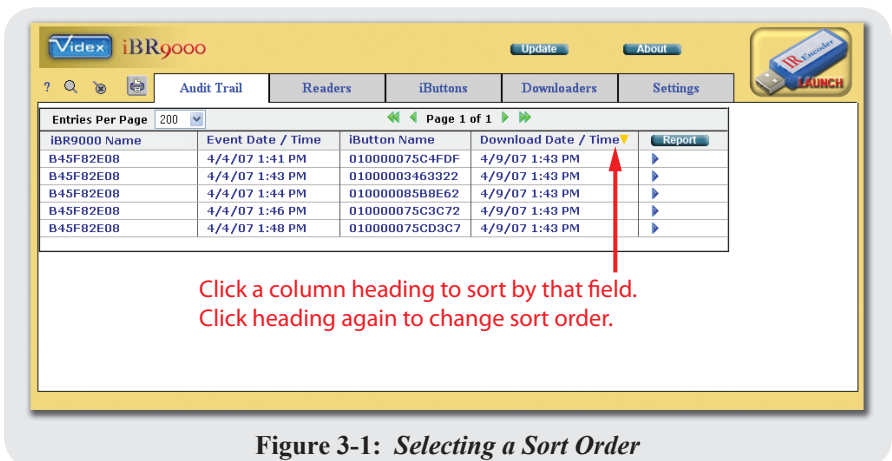 Videx iBR9000
Update About
IR Encoder
LAUNCH
? Audit Trail Readers iButtons Downloaders Settings
Entries Per Page 200 Page 1 of 1
iBR9000 Name Event Date / Time iButton Name Download Date / Time Report
B45F82E08 4/4/07 1:41 PM 010000075C4FDF 4/9/07 1:43 PM
B45F82E08 4/4/07 1:43 PM 01000003463322 4/9/07 1:43 PM
B45F82E08 4/4/07 1:44 PM 010000085B8E62 4/9/07 1:43 PM
B45F82E08 4/4/07 1:46 PM 010000075C3C72 4/9/07 1:43 PM
B45F82E08 4/4/07 1:48 PM 010000075CD3C7 4/9/07 1:43 PM
Click a column heading to sort by that field.
Click heading again to change sort order.
Figure 3-1: Selecting a Sort Order